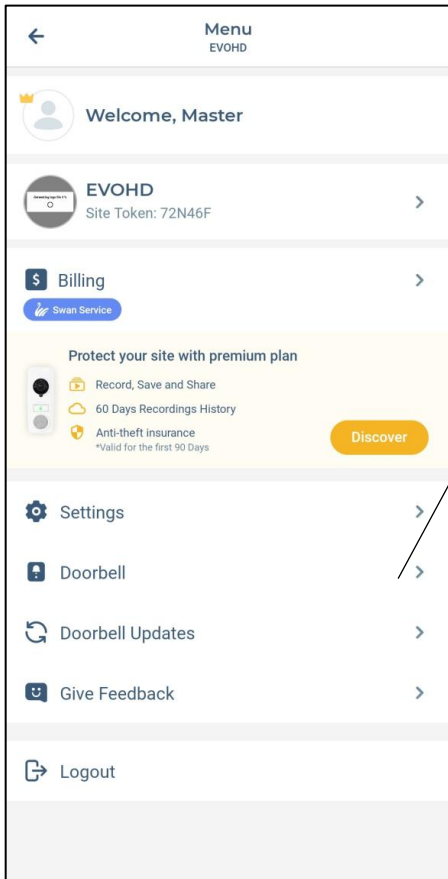 Menu
EVOHD
Welcome, Master
EVOHD
Site Token: 72N46F
Billing
Swan Service
Protect your site with premium plan
Record, Save and Share
60 Days Recordings History
Anti-theft insurance
*Valid for the first 90 Days
Discover
Settings
Doorbell
Doorbell Updates
Give Feedback
Logout